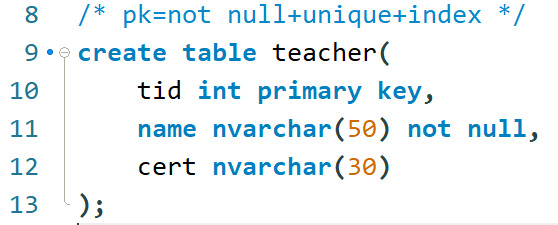 8 /* pk=not null+unique+index */
9 create table teacher(
10 tid int primary key,
11 name nvarchar(50) not null,
12 cert nvarchar(30)
13 );